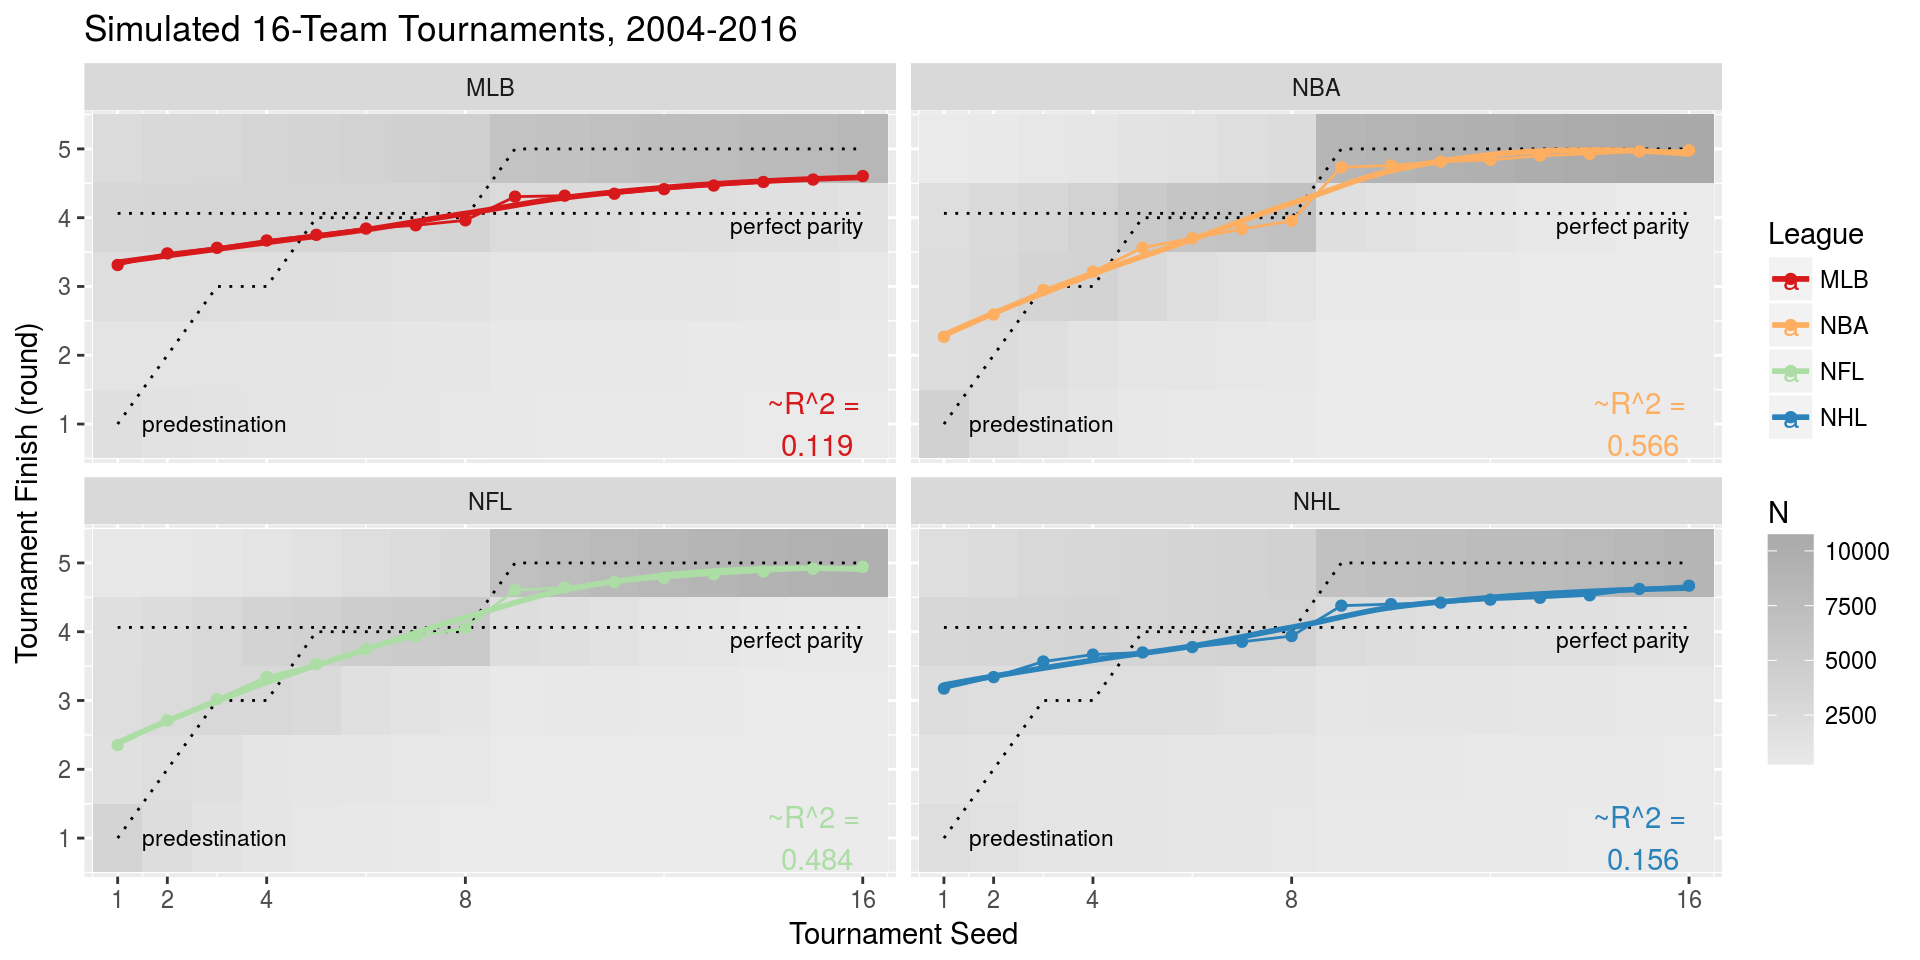 Simulated 16-Team Tournaments, 2004-2016
MLB
NBA
5
4
3
2
1
perfect parity
predestination
~R^2 =
0.119
perfect parity
predestination
~R^2 =
0.566
NFL
NHL
5
4
3
2
1
perfect parity
predestination
~R^2 =
0.484
perfect parity
predestination
~R^2 =
0.156
1 2 4 8 16
1 2 4 8 16
Tournament Seed
Tournament Finish (round)
League
a MLB
a NBA
a NFL
a NHL
N
10000
7500
5000
2500